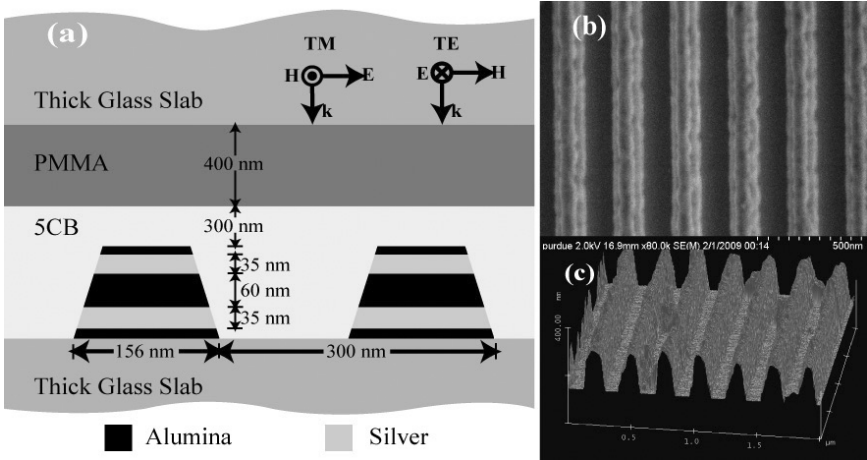 (a)
TM
TE
H E
E H
k
k
Thick Glass Slab
PMMA
400 nm
5CB
300 nm
35 nm
60 nm
35 nm
156 nm
300 nm
Thick Glass Slab
Alumina
Silver
(b)
purdue 2.0kV 16.9mm x80.0k SE(M) 2/1/2009 00:14 500nm
(c)
nm
400.00
0.5
1.0
1.5
µm